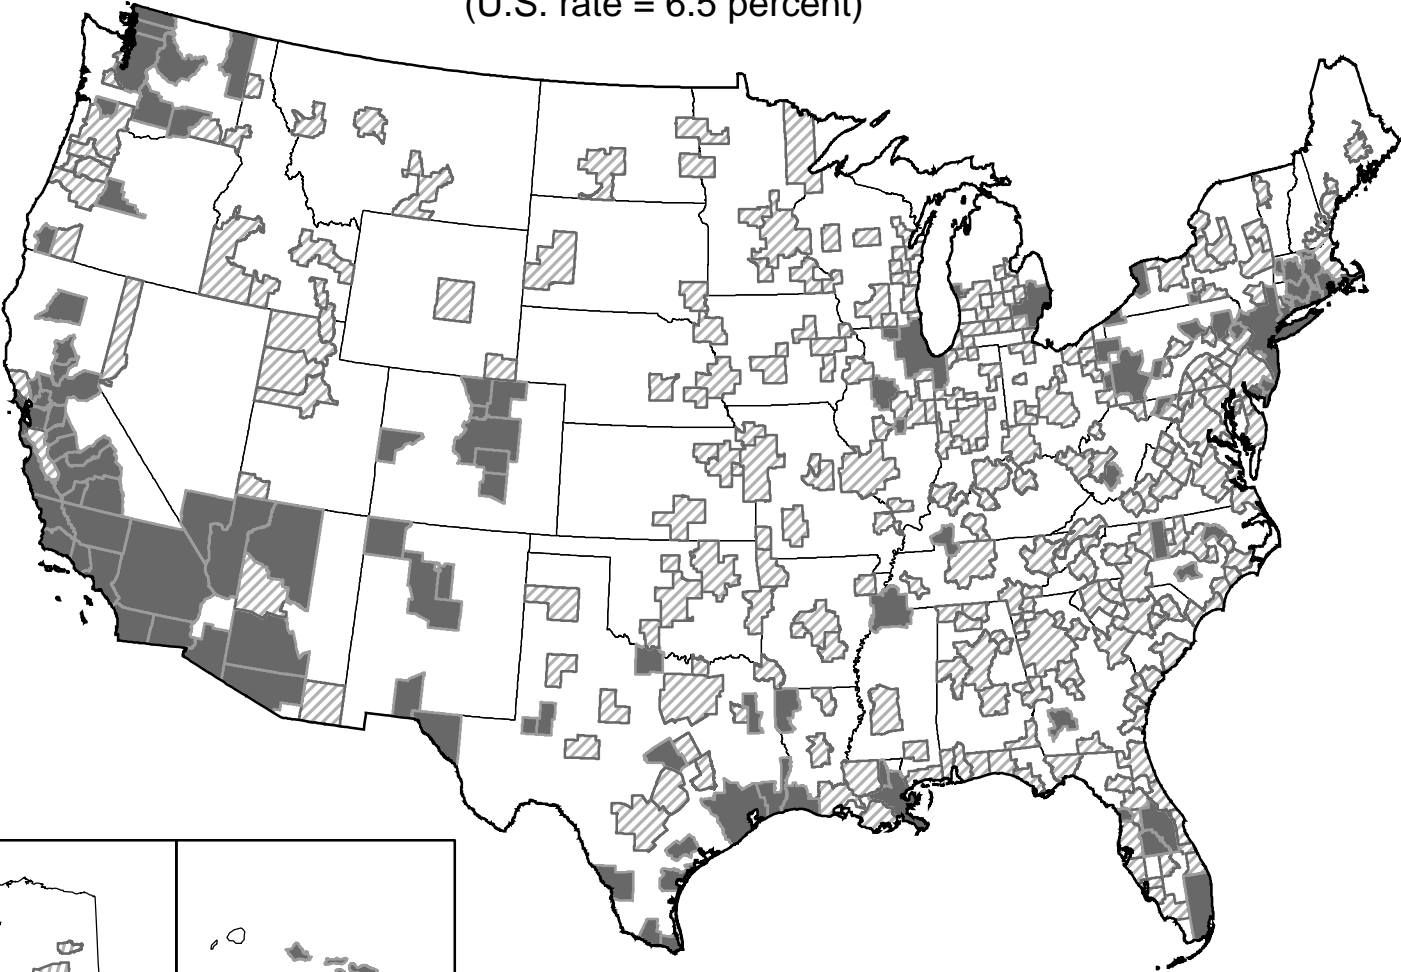 (U.S. rate = 6.5 percent)